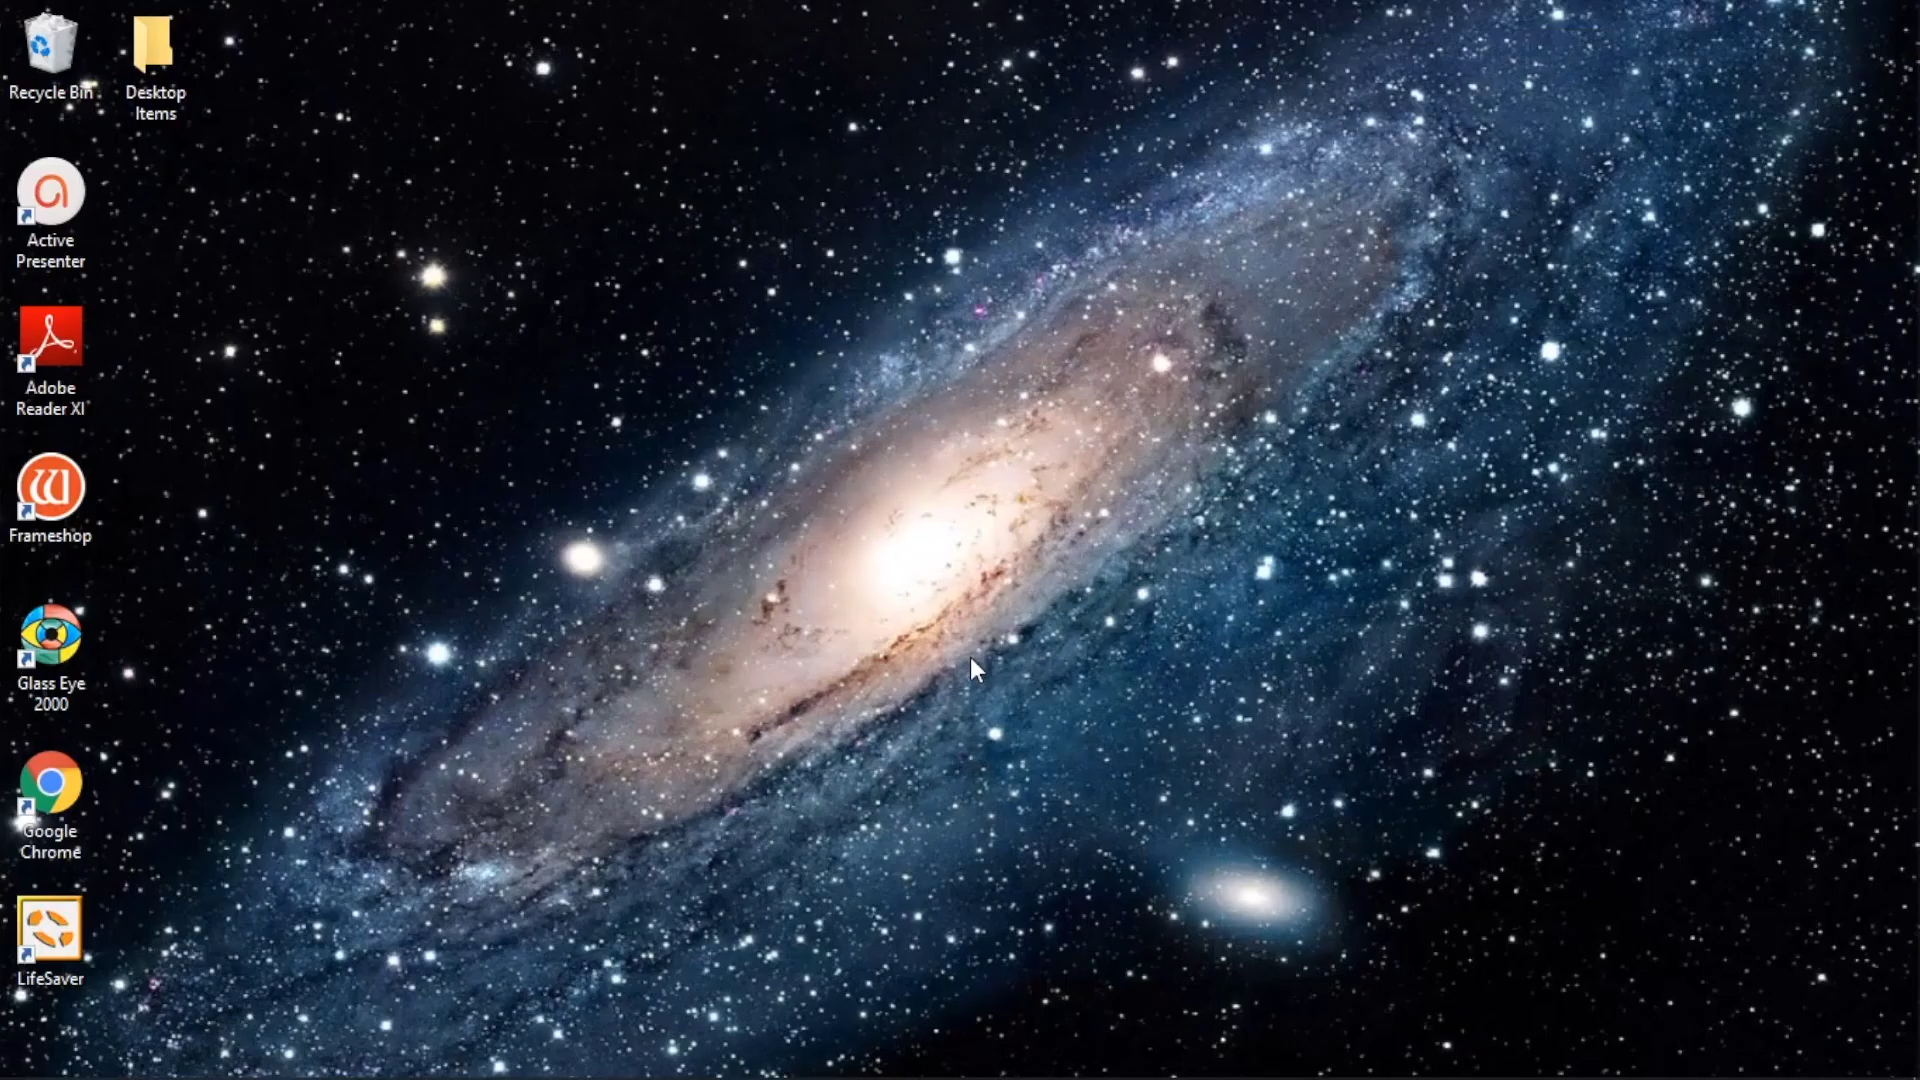 Recycle Bin
Desktop
Items
Active
Presenter
Adobe
Reader XI
Frameshop
Glass Eye
2000
Google
Chrome
LifeSaver